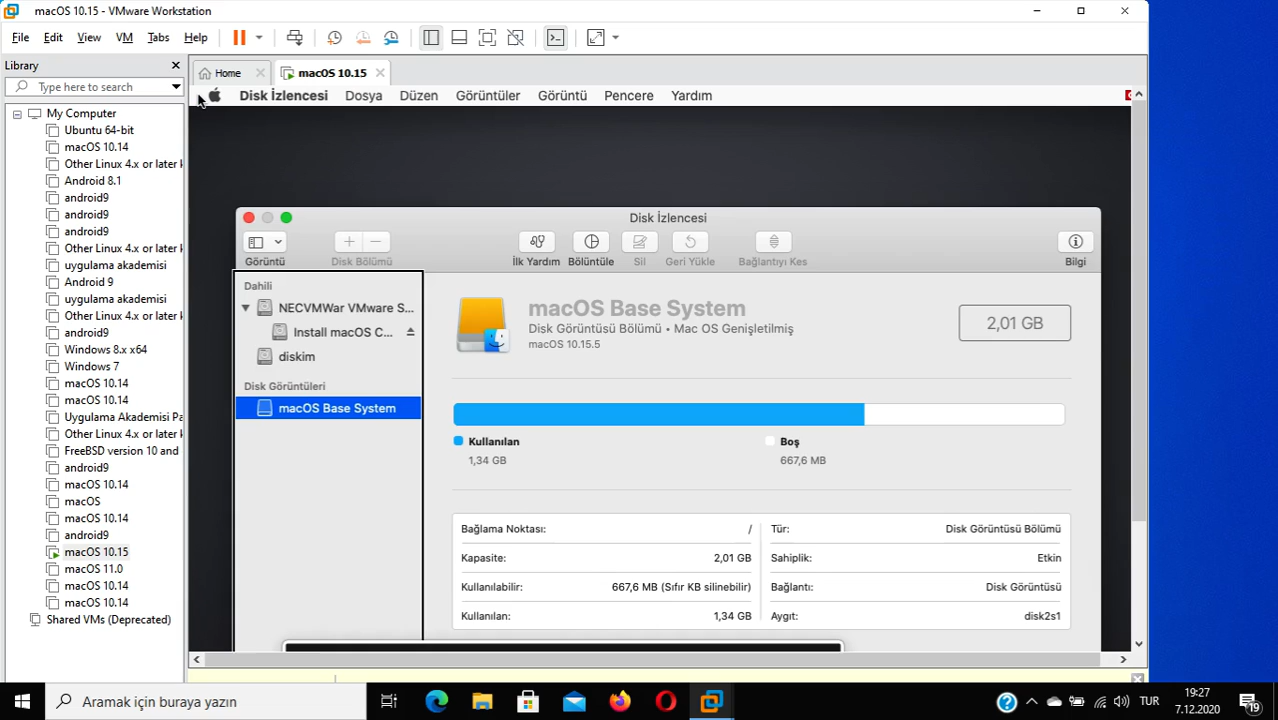 macOS 10.15 - VMware Workstation
File Edit View VM Tabs Help
Library
Type here to search
My Computer
Ubuntu 64-bit
macOS 10.14
Other Linux 4.x or later k
Android 8.1
android9
android9
android9
Other Linux 4.x or later k
uygulama akademisi
Android 9
uygulama akademisi
Other Linux 4.x or later k
android9
Windows 8.x x64
Windows 7
macOS 10.14
macOS 10.14
Uygulama Akademisi Pa
Other Linux 4.x or later k
FreeBSD version 10 and
android9
macOS 10.14
macOS
macOS 10.14
android9
macOS 10.15
macOS 11.0
macOS 10.14
macOS 10.14
Shared VMs (Deprecated)
Home
macOS 10.15
Disk İzlencesi Dosya Düzen Görüntüler Görüntü Pencere Yardım
Disk İzlencesi
Görüntü
Disk Bölümü
İlk Yardım
Bölüntüle
Sil
Geri Yükle
Bağlantıyı Kes
Bilgi
Dahili
NECVMWar VMware S...
Install macOS C...
diskim
Disk Görüntüleri
macOS Base System
macOS Base System
Disk Görüntüsü Bölümü • Mac OS Genişletilmiş
macOS 10.15.5
2,01 GB
Kullanılan
1,34 GB
Boş
667,6 MB
Bağlama Noktası: /
Kapasite: 2,01 GB
Kullanılabilir: 667,6 MB (Sıfır KB silinebilir)
Kullanılan: 1,34 GB
Tür: Disk Görüntüsü Bölümü
Sahiplik: Etkin
Bağlantı: Disk Görüntüsü
Aygıt: disk2s1
Aramak için buraya yazın
TUR
19:27
7.12.2020
19